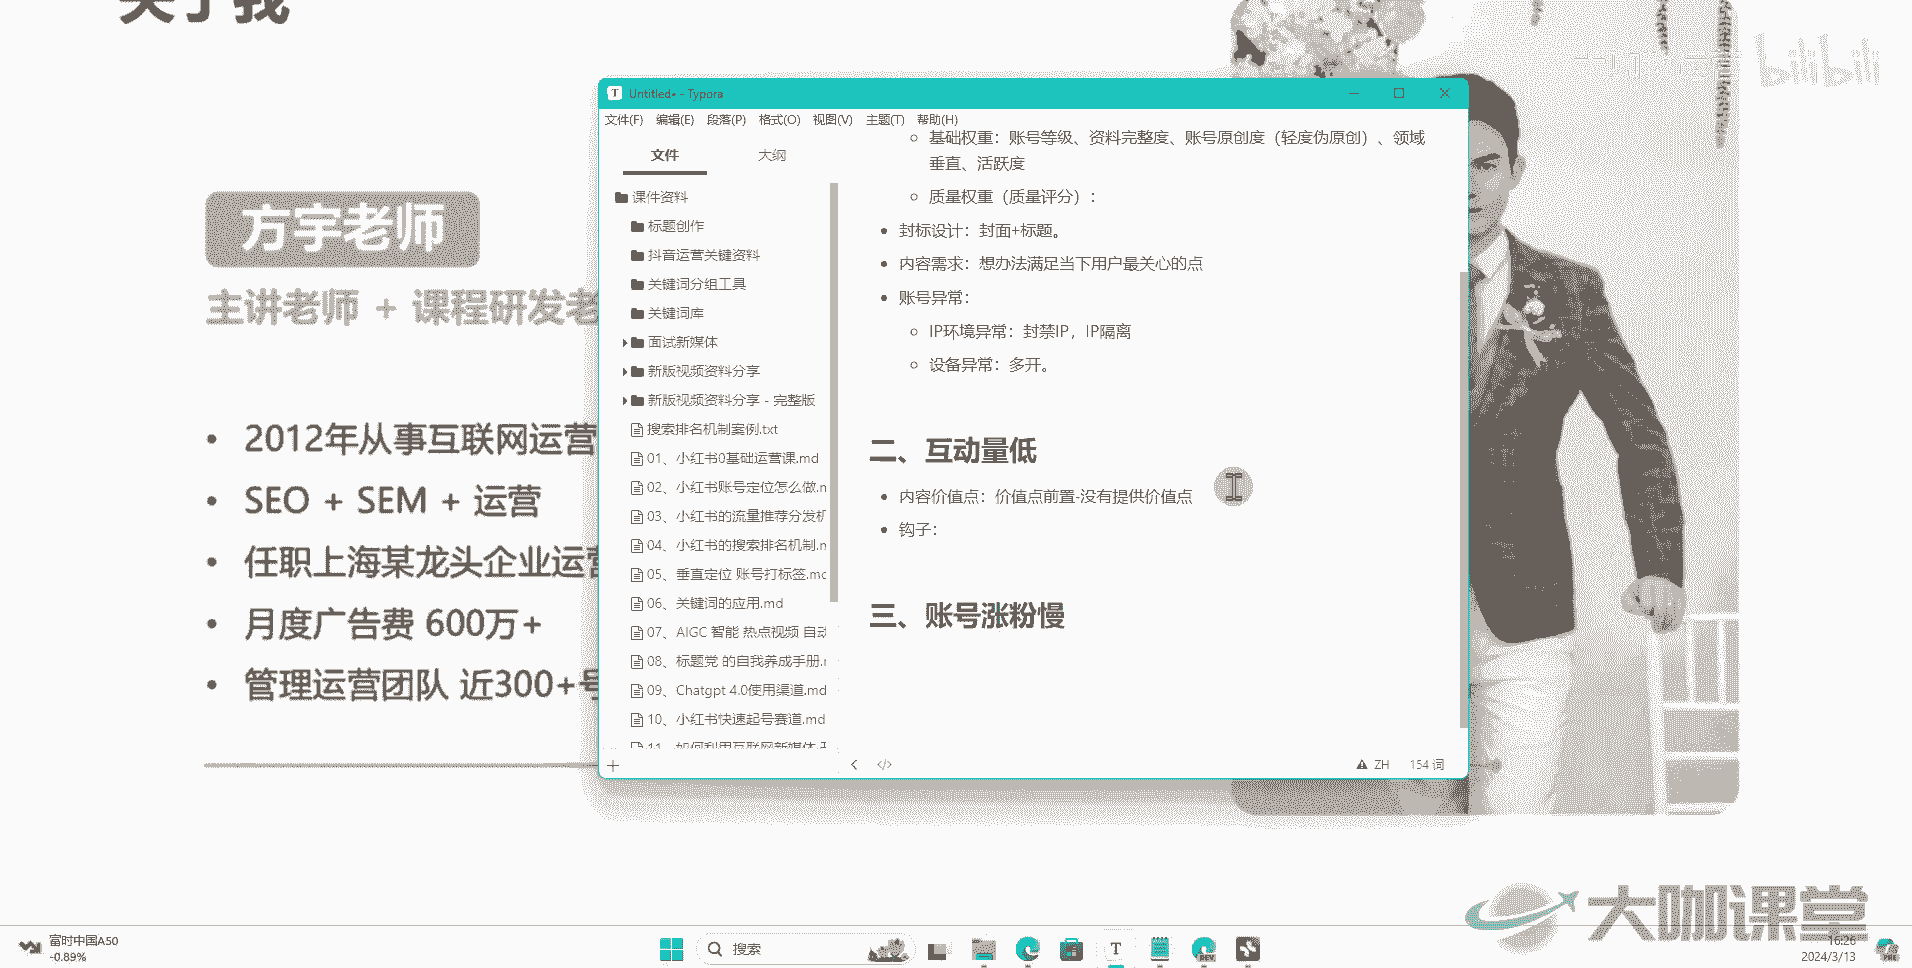 关于我
bilibili
方宇老师
主讲老师 + 课程研发老
2012年从事互联网运营
SEO + SEM + 运营
任职上海某龙头企业运营
月度广告费 600万+
管理运营团队 近300+号
Untitled• - Typora
文件(F) 编辑(E) 段落(P) 格式(O) 视图(V) 主题(T) 帮助(H)
文件 大纲
课件资料
标题创作
抖音运营关键资料
关键词分组工具
关键词库
面试新媒体
新版视频资料分享
新版视频资料分享 - 完整版
搜索排名机制案例.txt
01、小红书0基础运营课.md
02、小红书账号定位怎么做.n
03、小红书的流量推荐分发机
04、小红书的搜索排名机制.n
05、垂直定位 账号打标签.mc
06、关键词的应用.md
07、AIGC 智能 热点视频 自动
08、标题党 的自我养成手册.r
09、Chatgpt 4.0使用渠道.md
10、小红书快速起号赛道.md
11、如何利用互联网新媒体
基础权重：账号等级、资料完整度、账号原创度（轻度伪原创）、领域
垂直、活跃度
质量权重（质量评分）：
封标设计：封面+标题。
内容需求：想办法满足当下用户最关心的点
账号异常：
IP环境异常：封禁IP，IP隔离
设备异常：多开。
二、互动量低
内容价值点：价值点前置-没有提供价值点
钩子：
三、账号涨粉慢
ZH 154 词
大咖课堂
富时中国A50
-0.89%
搜索
DEV
16:26
2024/3/13
PRE